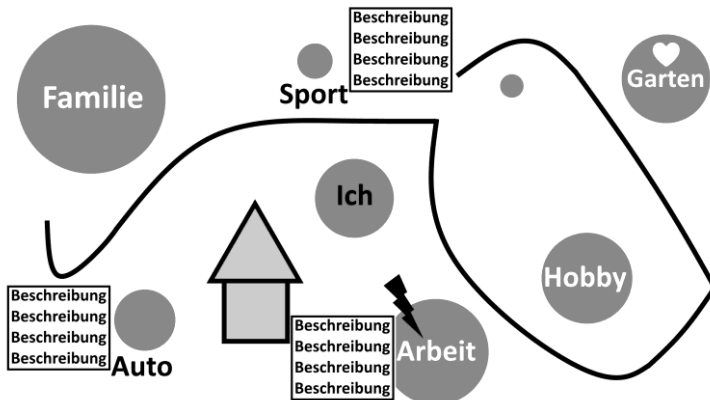 Beschreibung
Beschreibung
Beschreibung
Beschreibung
Familie
Sport
Garten
Ich
Hobby
Beschreibung
Beschreibung
Beschreibung
Beschreibung
Auto
Beschreibung
Beschreibung
Beschreibung
Beschreibung
Arbeit